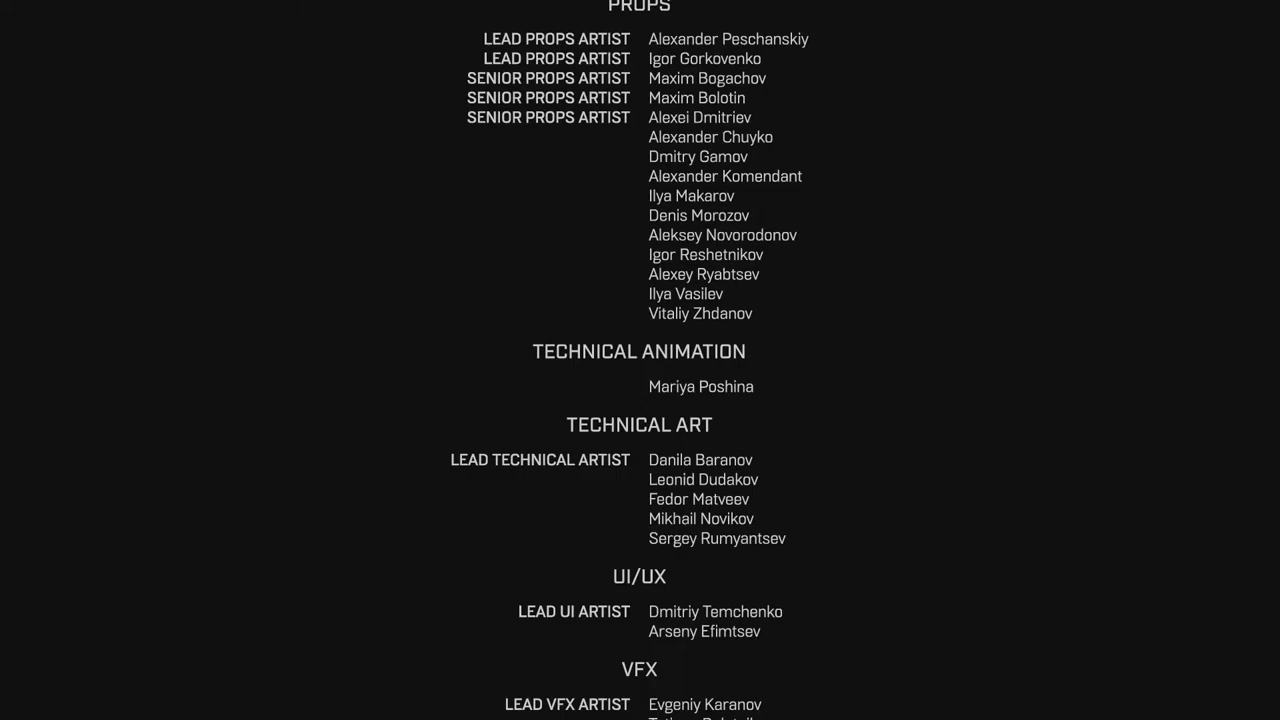 PROPS
LEAD PROPS ARTIST Alexander Peschanskiy
LEAD PROPS ARTIST Igor Gorkovenko
SENIOR PROPS ARTIST Maxim Bogachov
SENIOR PROPS ARTIST Maxim Bolotin
SENIOR PROPS ARTIST Alexei Dmitriev
Alexander Chuyko
Dmitry Gamov
Alexander Komendant
Ilya Makarov
Denis Morozov
Aleksey Novorodonov
Igor Reshetnikov
Alexey Ryabtsev
Ilya Vasilev
Vitaliy Zhdanov
TECHNICAL ANIMATION
Mariya Poshina
TECHNICAL ART
LEAD TECHNICAL ARTIST Danila Baranov
Leonid Dudakov
Fedor Matveev
Mikhail Novikov
Sergey Rumyantsev
UI/UX
LEAD UI ARTIST Dmitriy Temchenko
Arseny Efimtsev
VFX
LEAD VFX ARTIST Evgeniy Karanov